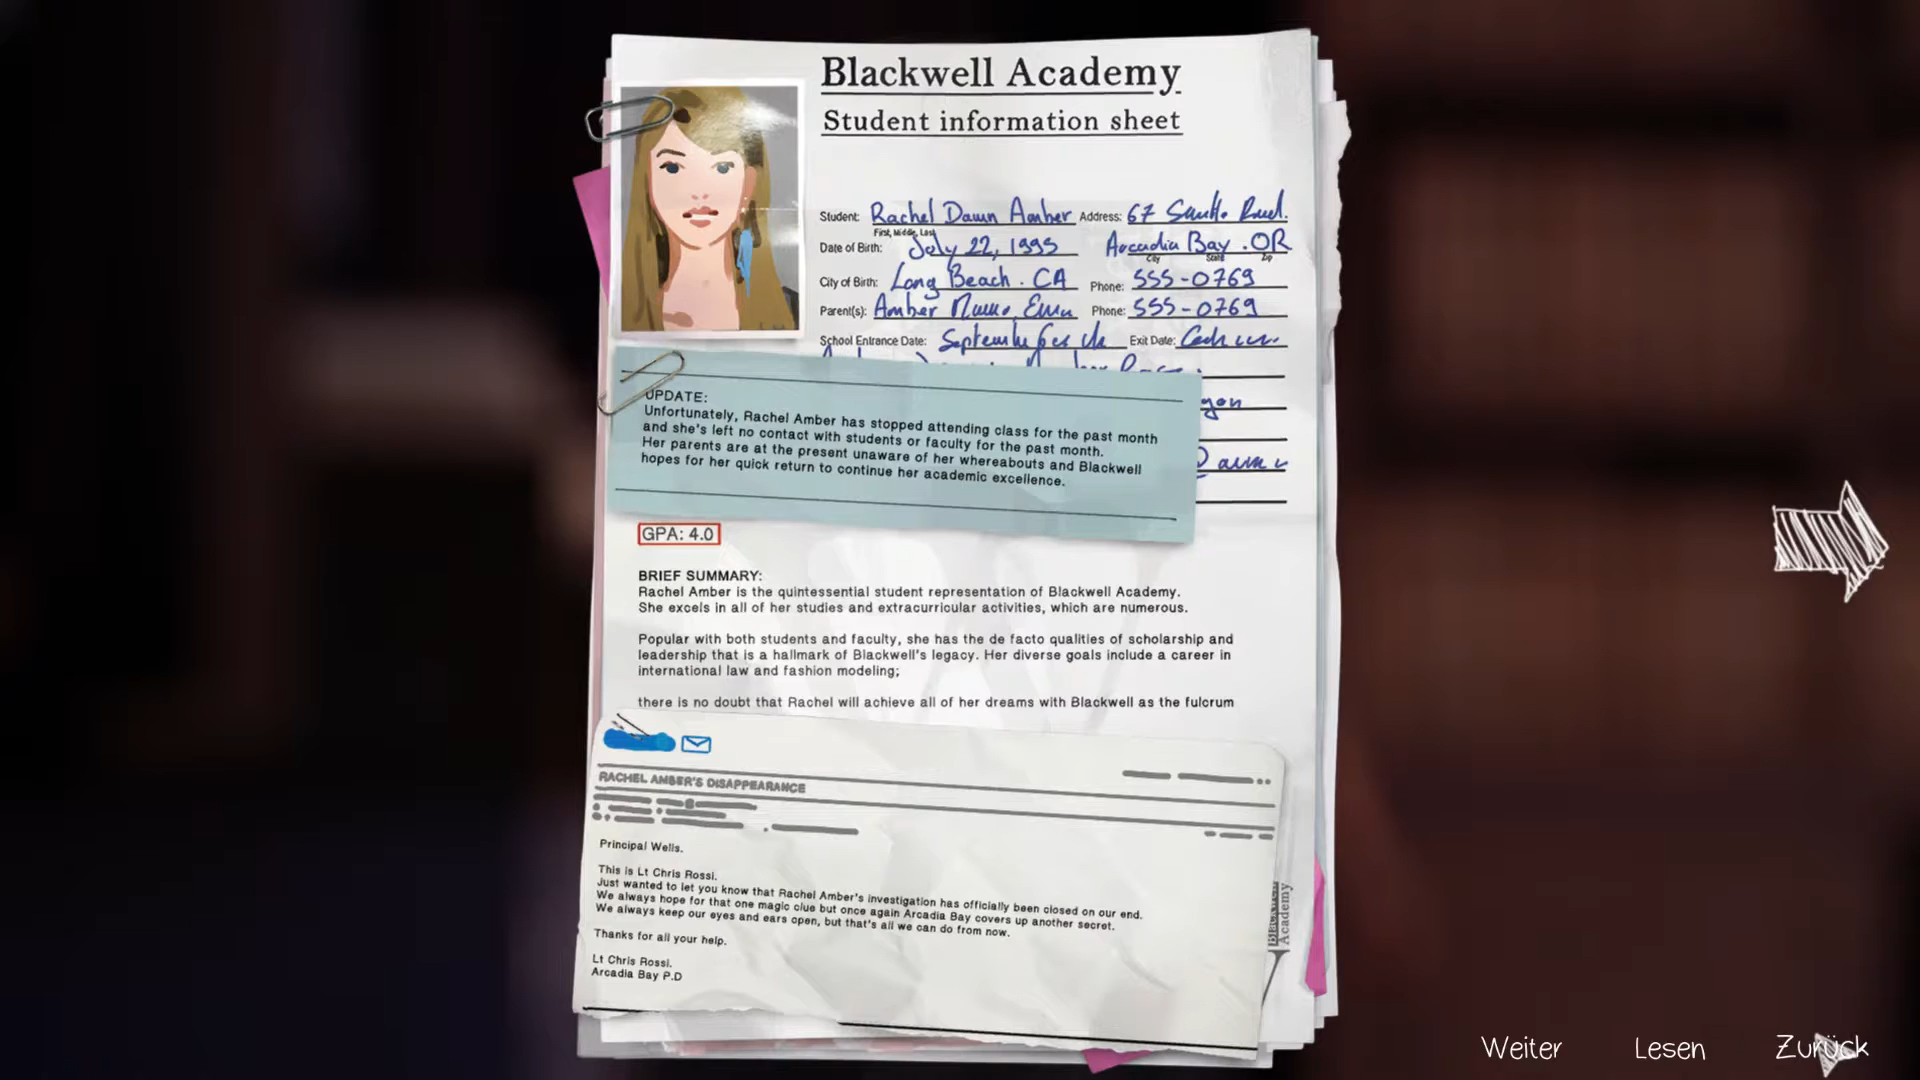 Blackwell Academy
Student information sheet
Student: Rachel Dawn Amber Address: 67
First, Middle, Last
Date of Birth: July 22, 1995 Arcadia Bay . OR
City State Zip
City of Birth: Long Beach . CA Phone: 555-0769
Parent(s): Amber Phone: 555-0769
School Entrance Date: Exit Date:
UPDATE:
Unfortunately, Rachel Amber has stopped attending class for the past month
and she's left no contact with students or faculty for the past month.
Her parents are at the present unaware of her whereabouts and Blackwell
hopes for her quick return to continue her academic excellence.
GPA: 4.0
BRIEF SUMMARY:
Rachel Amber is the quintessential student representation of Blackwell Academy.
She excels in all of her studies and extracurricular activities, which are numerous.
Popular with both students and faculty, she has the de facto qualities of scholarship and
leadership that is a hallmark of Blackwell's legacy. Her diverse goals include a career in
international law and fashion modeling;
there is no doubt that Rachel will achieve all of her dreams with Blackwell as the fulcrum
RACHEL AMBER'S DISAPPEARANCE
Principal Wells.
This is Lt Chris Rossi.
Just wanted to let you know that Rachel Amber's investigation has officially been closed on our end.
We always hope for that one magic clue but once again Arcadia Bay covers up another secret.
We always keep our eyes and ears open, but that's all we can do from now.
Thanks for all your help.
Lt Chris Rossi.
Arcadia Bay P.D
Blackwell
Academy
Weiter Lesen Zurück